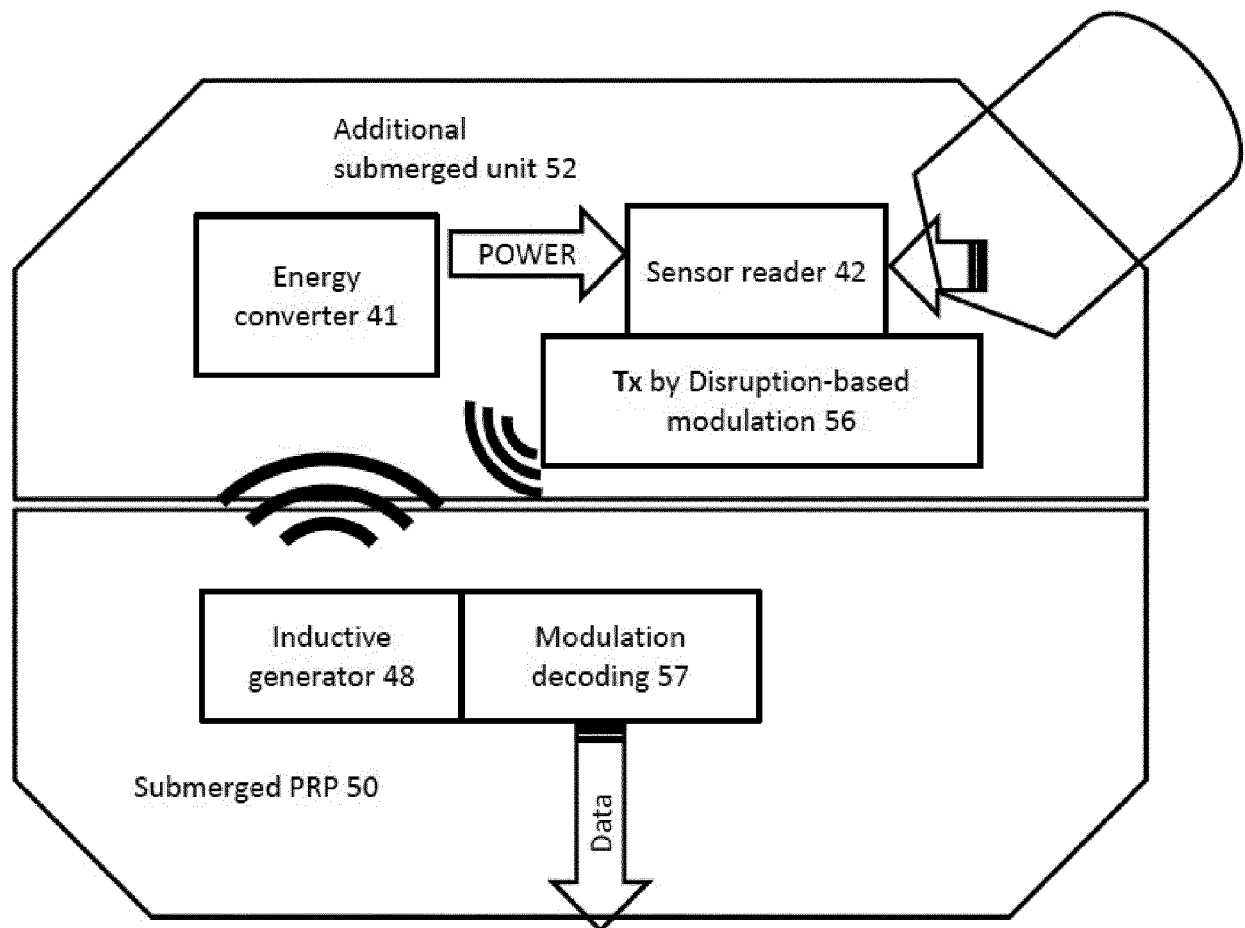 Additional
submerged unit 52
Energy
converter 41
POWER
Sensor reader 42
Tx by Disruption-based
modulation 56
Inductive
generator 48
Modulation
decoding 57
Submerged PRP 50
Data